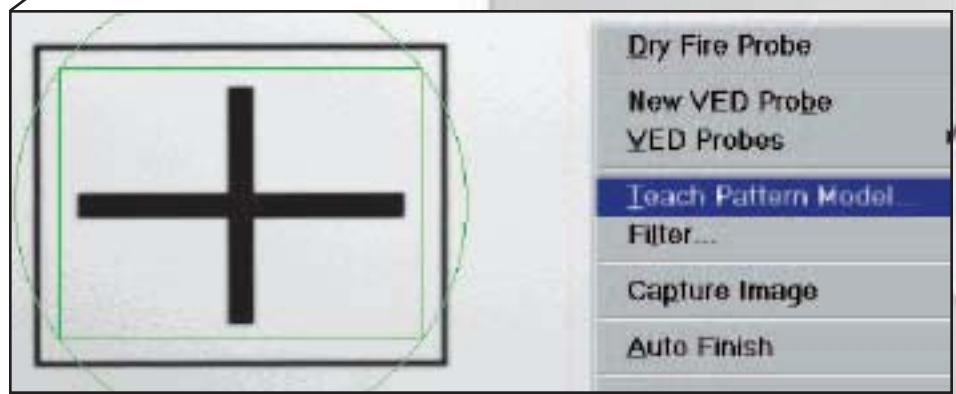 Dry Fire Probe
New VED Probe
VED Probes
Teach Pattern Model...
Filter...
Capture Image
Auto Finish